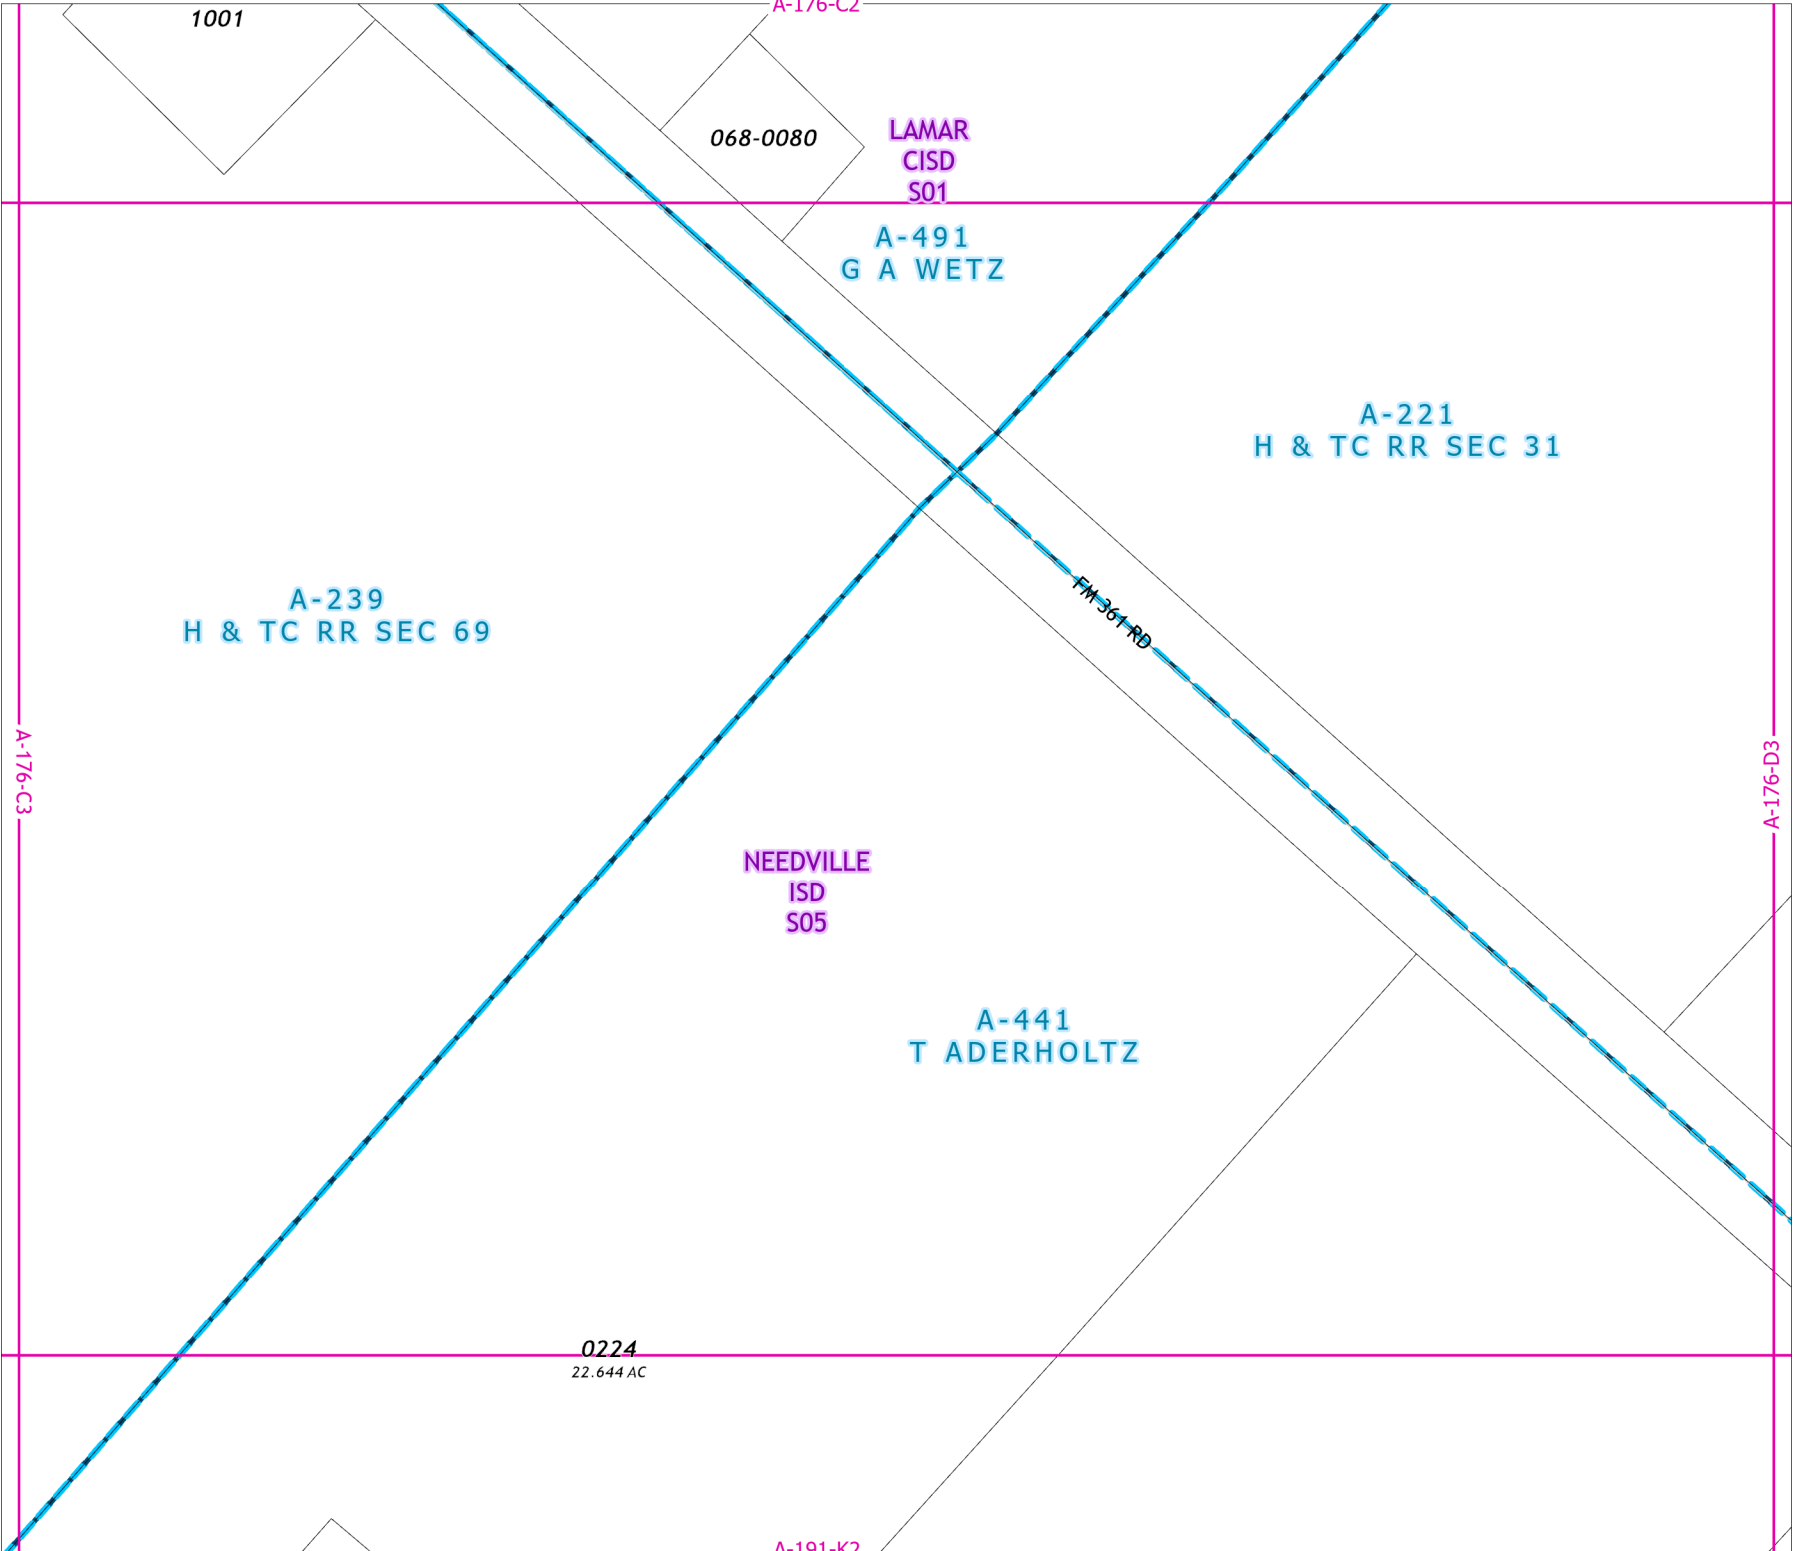 A-176-C2
1001
068-0080
LAMAR
CISD
S01
A-491
G A WETZ
A-221
H & TC RR SEC 31
A-239
H & TC RR SEC 69
FM 361 RD
A-176-C3
A-176-D3
NEEDVILLE
ISD
S05
A-441
T ADERHOLTZ
0224
22.644 AC
A-191-K2